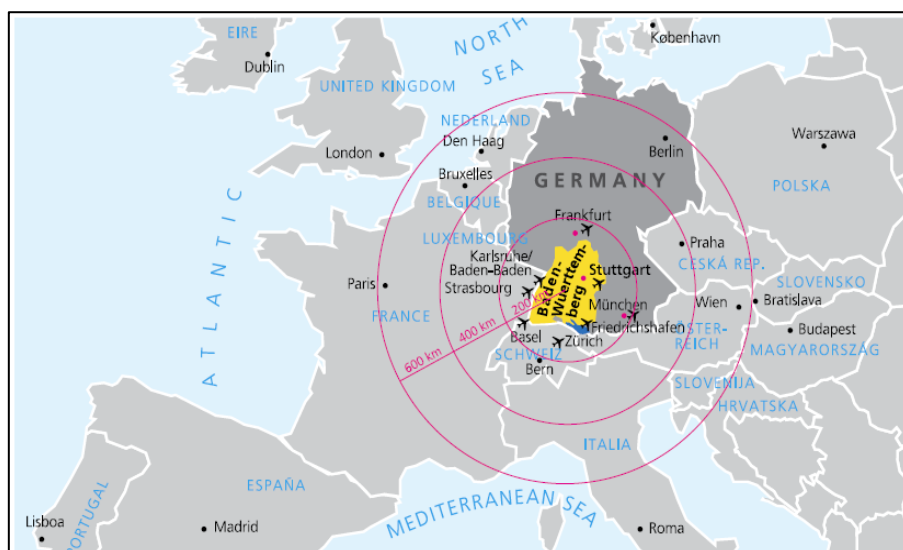 EIRE
Dublin
UNITED KINGDOM
London
NORTH
SEA
København
NEDERLAND
Den Haag
Bruxelles
BELGIQUE
LUXEMBOURG
Berlin
GERMANY
Warszawa
POLSKA
Frankfurt
Karlsruhe/
Baden-Baden
Strasbourg
Baden-
Wuerttem-
berg
Stuttgart
Praha
CESKÁ REP.
SLOVENSKO
ATLANTIC
Paris
FRANCE
200 km
400 km
600 km
München
Friedrichshafen
Wien
Bratislava
Budapest
MAGYARORSZÁG
ÖSTER-
REICH
Basel
Zürich
SCHWEIZ
Bern
SLOVENIJA
HRVATSKA
ITALIA
ESPAÑA
MEDITERRANEAN SEA
Lisboa
PORTUGAL
Madrid
Roma